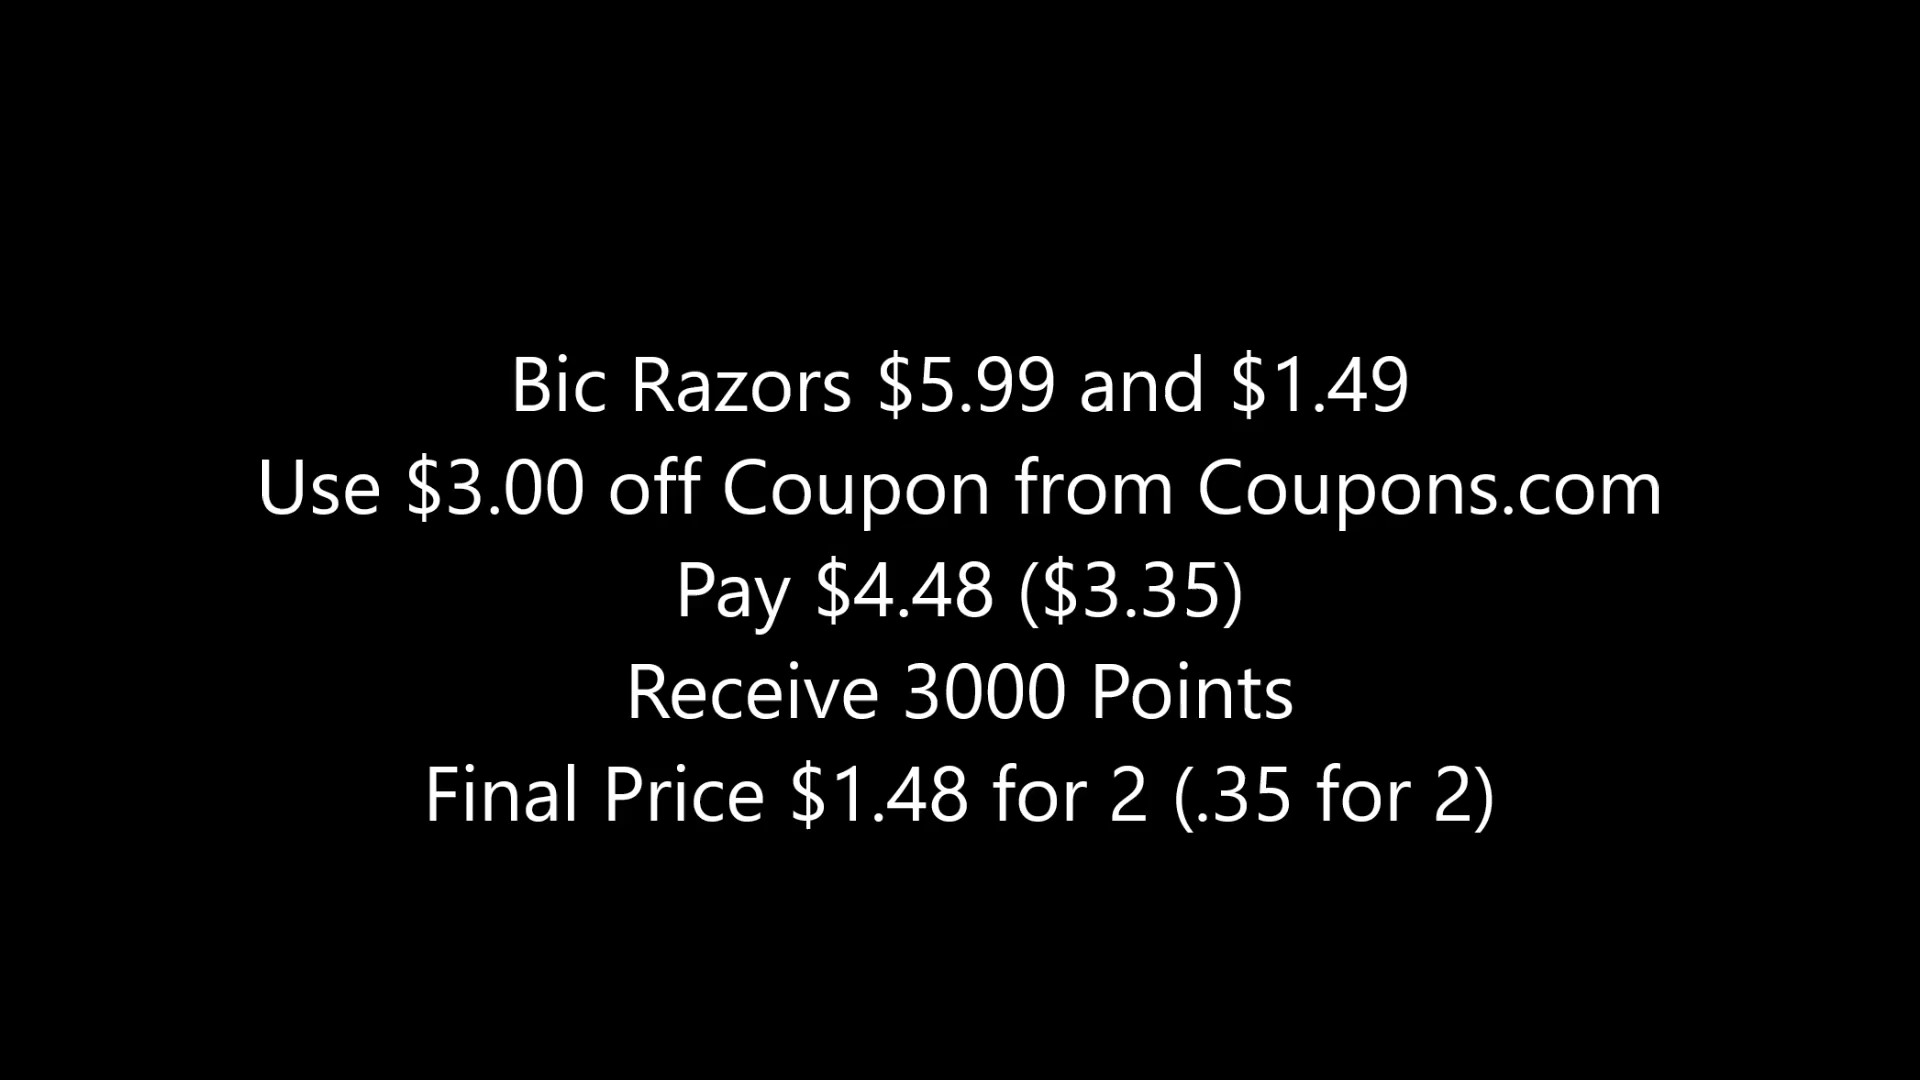 Bic Razors $5.99 and $1.49
Use $3.00 off Coupon from Coupons.com
Pay $4.48 ($3.35)
Receive 3000 Points
Final Price $1.48 for 2 (.35 for 2)